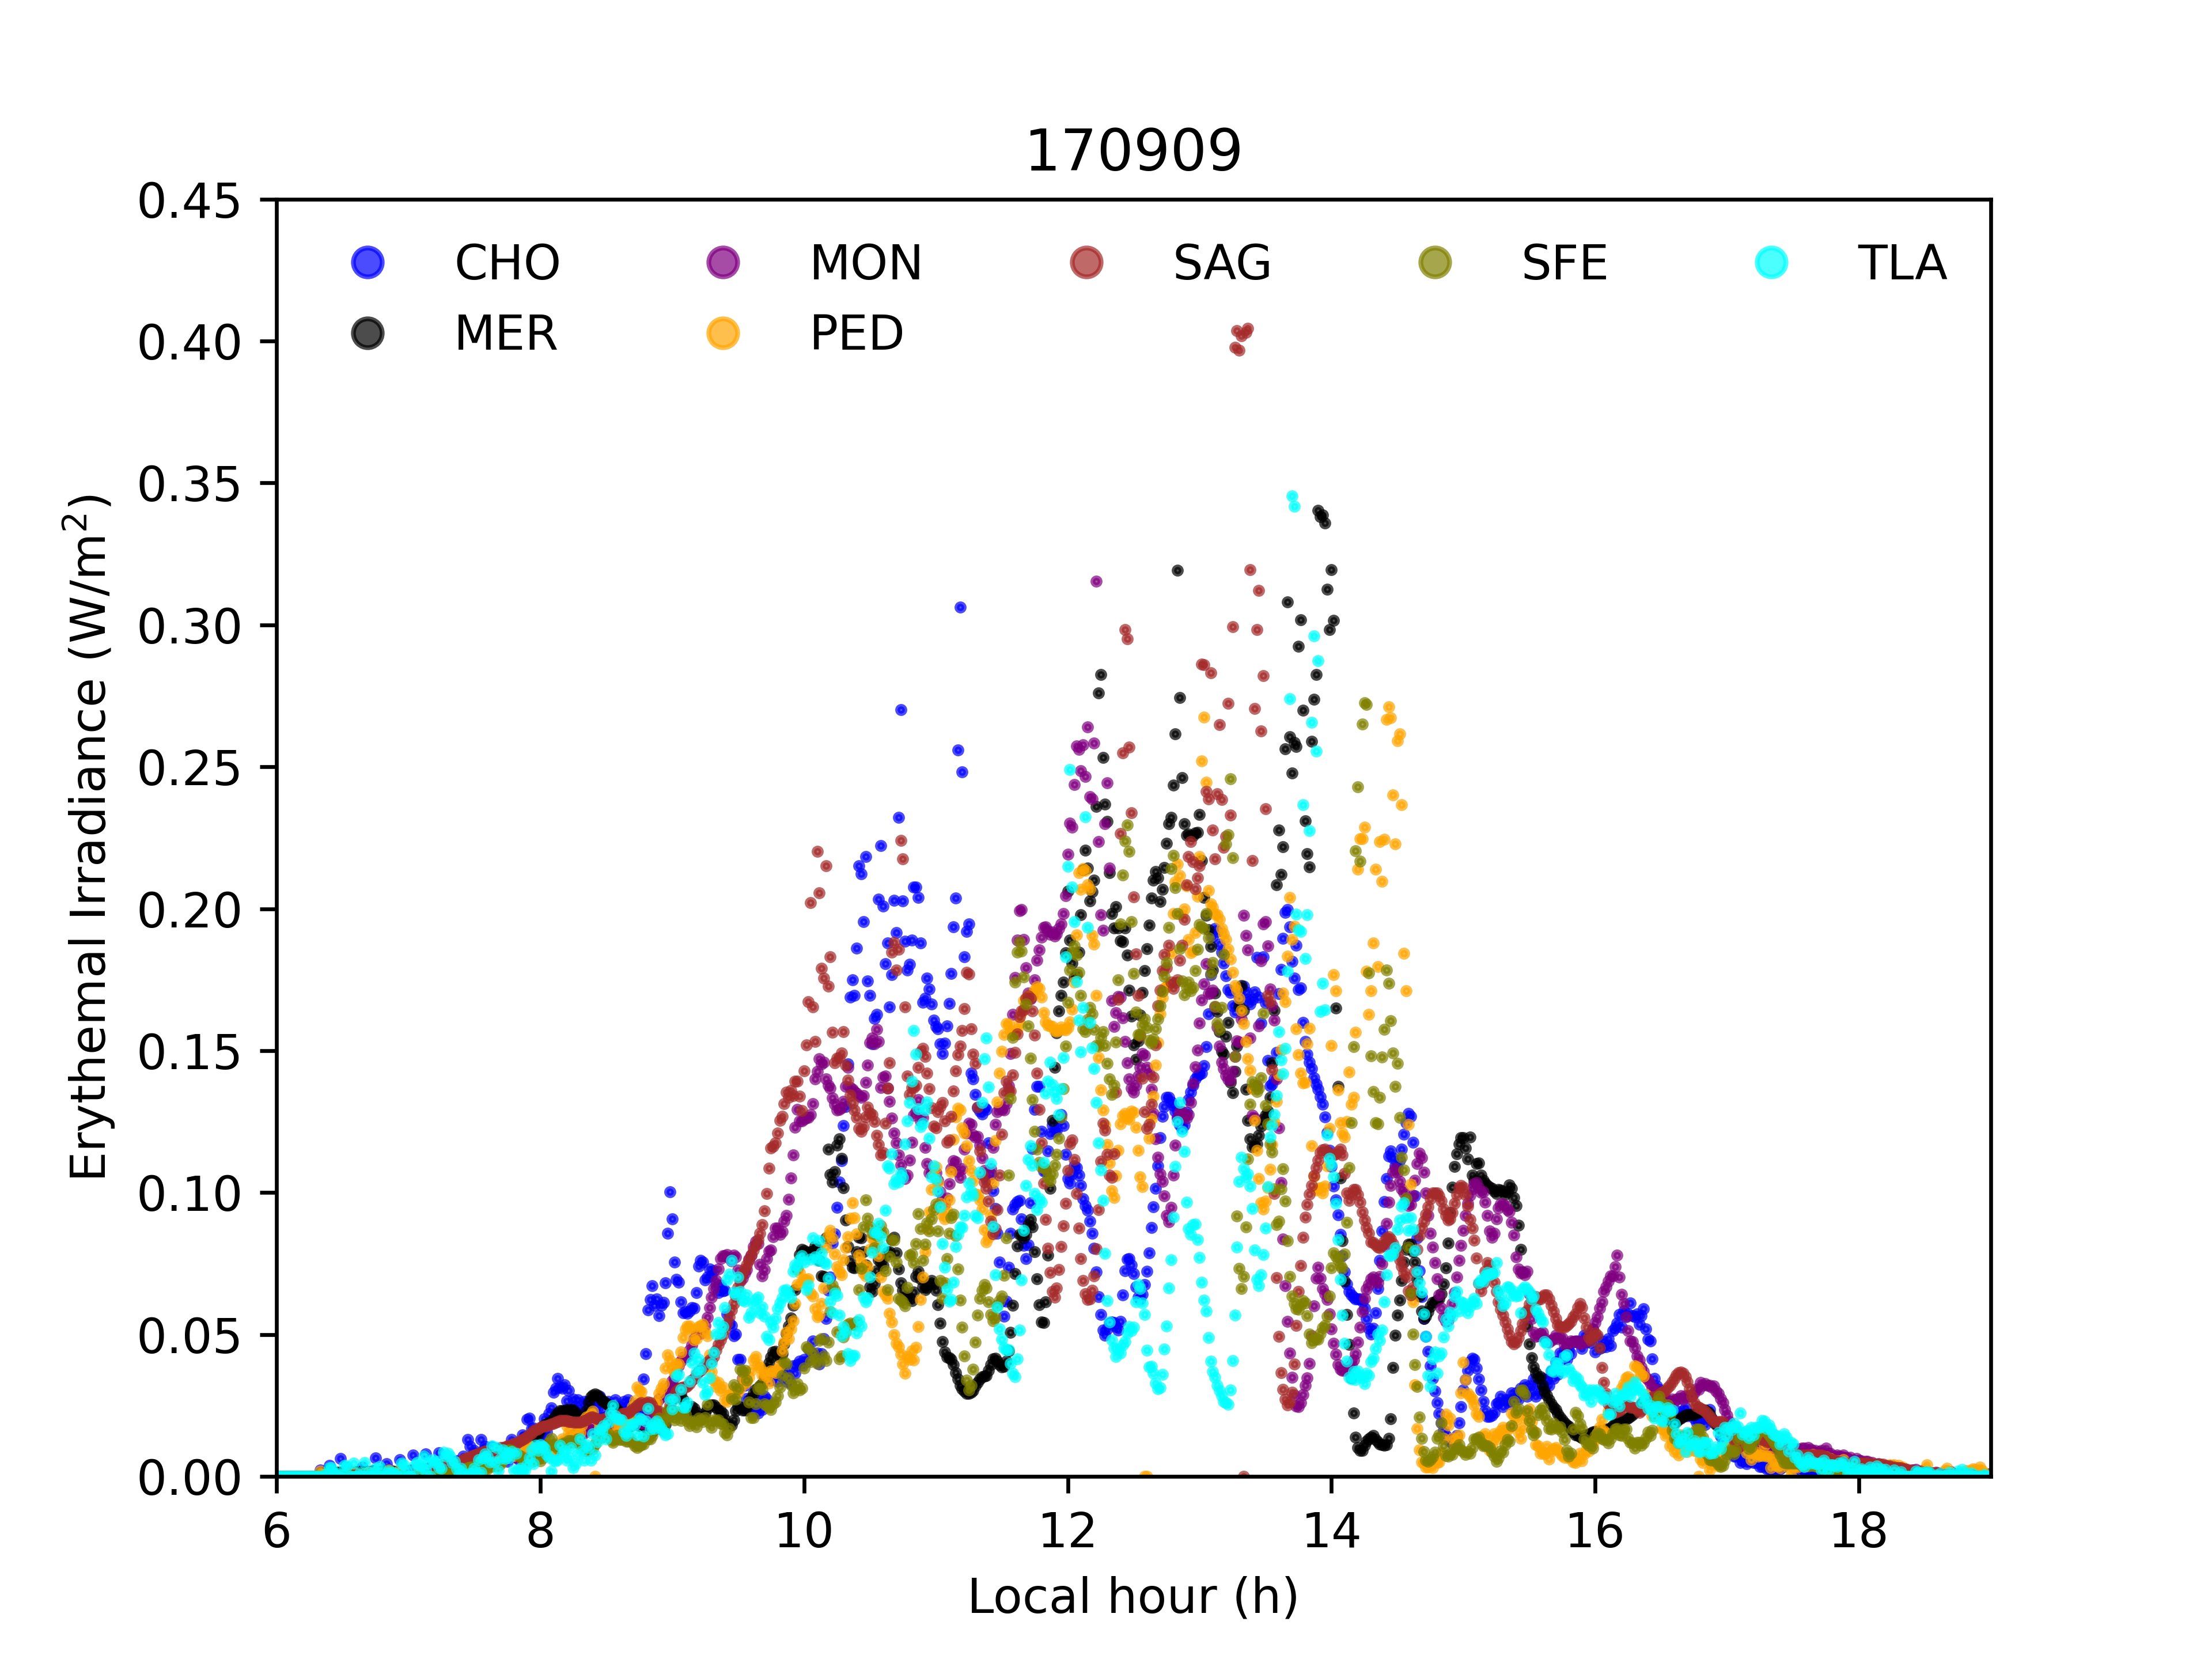 170909
CHO MON SAG SFE TLA
MER PED
0.45
0.40
0.35
0.30
0.25
0.20
0.15
0.10
0.05
0.00
Erythemal Irradiance (W/m²)
6 8 10 12 14 16 18
Local hour (h)